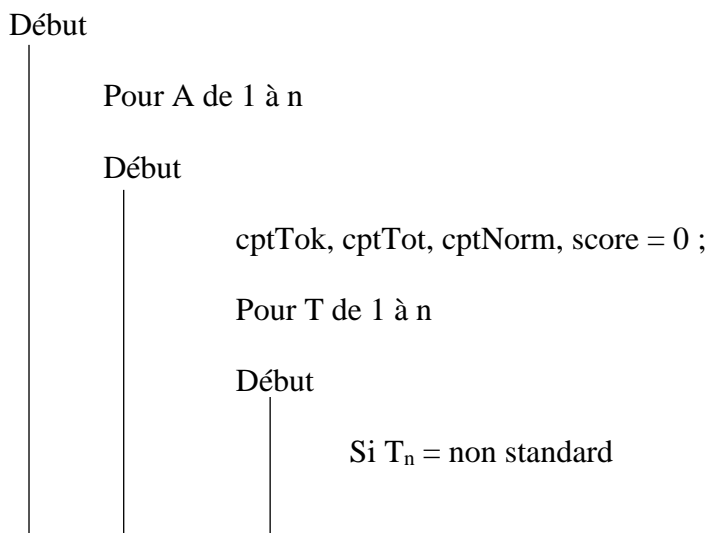 Début
Pour A de 1 à n
Début
cptTok, cptTot, cptNorm, score = 0 ;
Pour T de 1 à n
Début
Si Tn = non standard